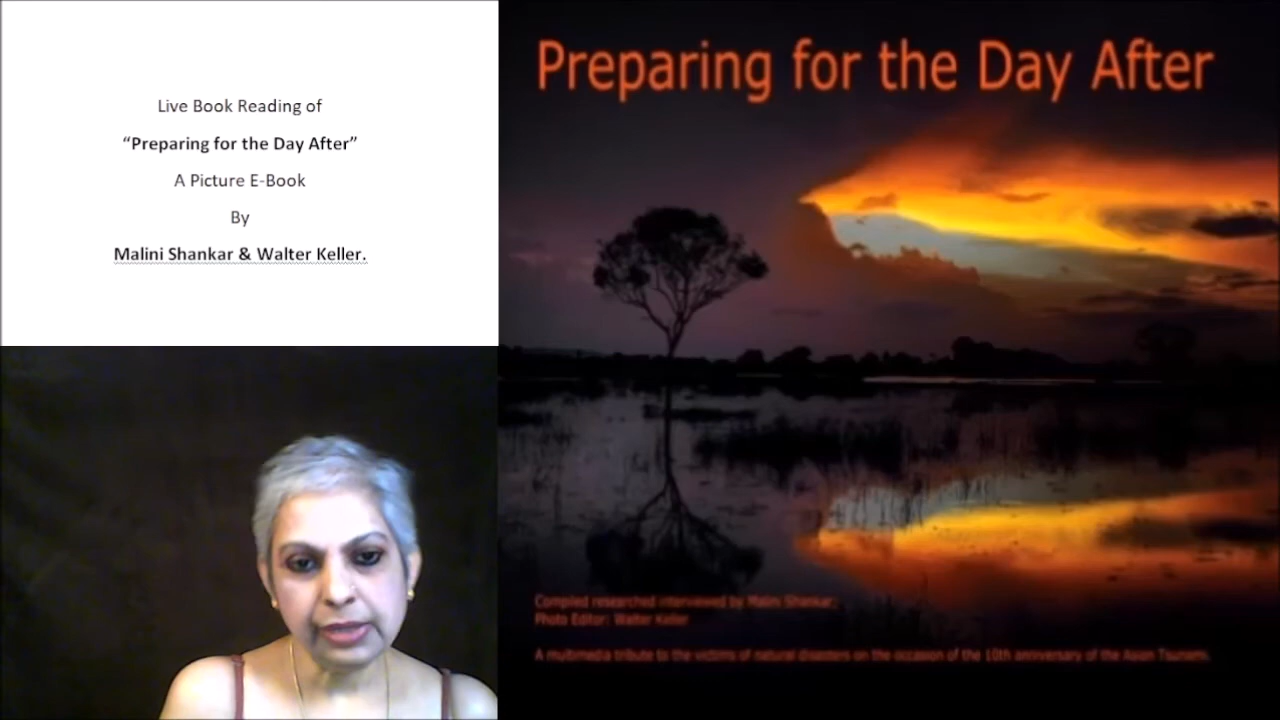 Live Book Reading of
“Preparing for the Day After”
A Picture E-Book
By
Malini Shankar & Walter Keller.
Preparing for the Day After
Compiled researched interviewed by Malini Shankar.
Photo Editor: Walter Keller
A multimedia tribute to the victims of natural disasters on the occasion of the 10th anniversary of the Asian Tsunami.